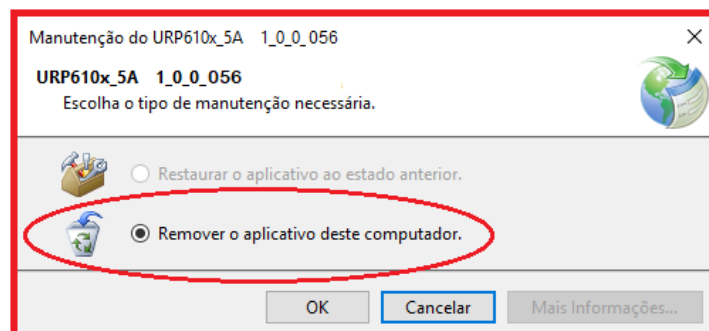 Manutenção do URP610x_5A 1_0_0_056
URP610x_5A 1_0_0_056
Escolha o tipo de manutenção necessária.
Restaurar o aplicativo ao estado anterior.
Remover o aplicativo deste computador.
OK Cancelar Mais Informações...